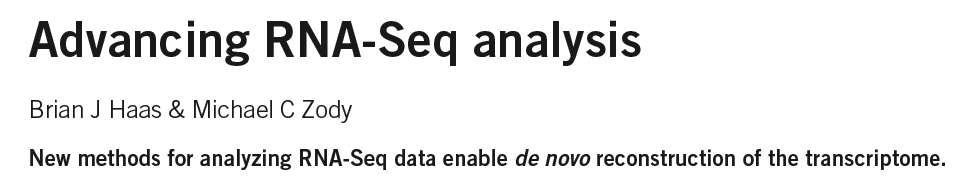 Advancing RNA-Seq analysis
Brian J Haas & Michael C Zody
New methods for analyzing RNA-Seq data enable de novo reconstruction of the transcriptome.